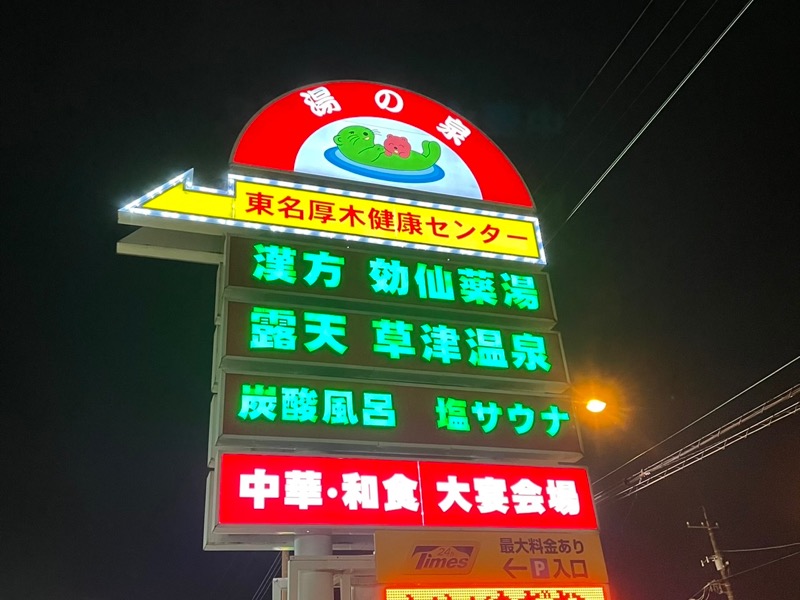 湯の泉
東名厚木健康センター
漢方 効仙薬湯
露天 草津温泉
炭酸風呂 塩サウナ
中華・和食 大宴会場
24h Times
最大料金あり
←P入口